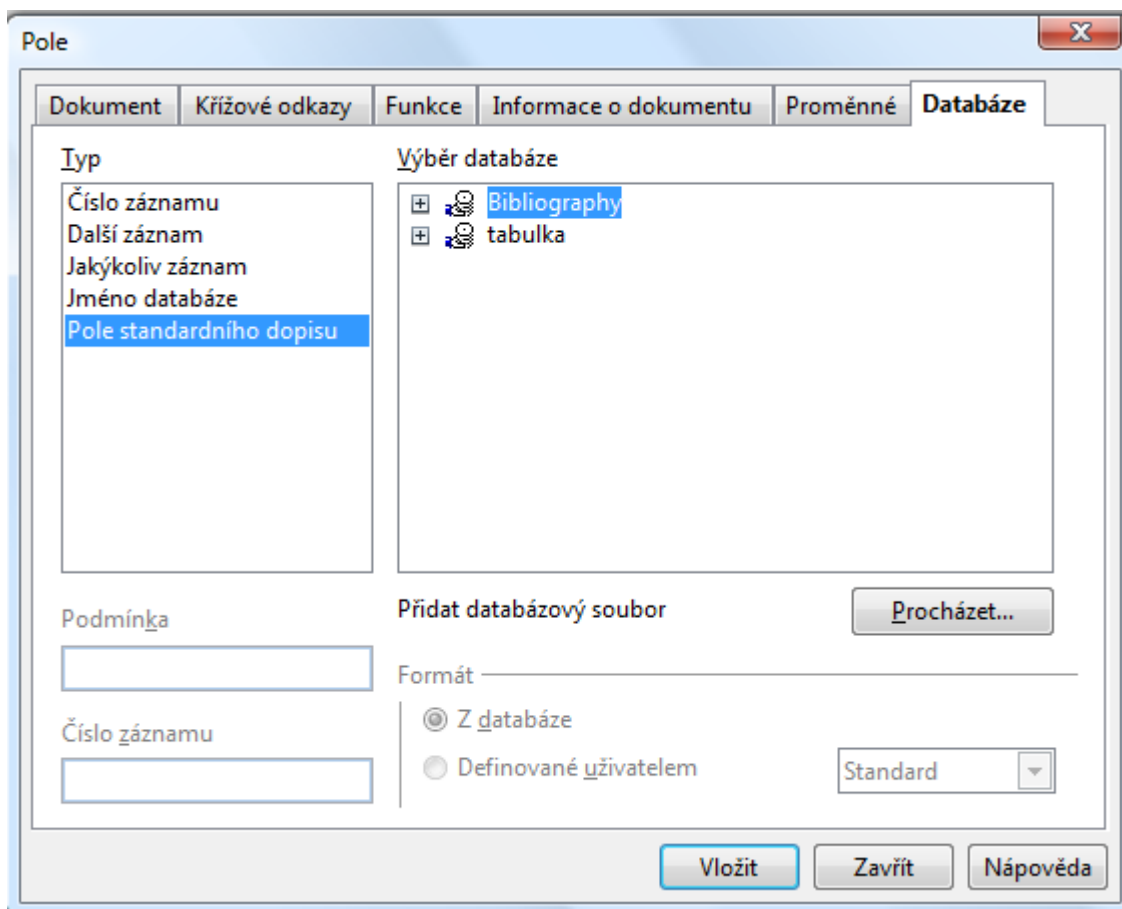 Pole
Dokument Křížové odkazy Funkce Informace o dokumentu Proměnné Databáze
Typ
Číslo záznamu
Další záznam
Jakýkoliv záznam
Jméno databáze
Pole standardního dopisu
Výběr databáze
Bibliography
tabulka
Podmínka
Číslo záznamu
Přidat databázový soubor Procházet...
Formát
Z databáze
Definované uživatelem Standard
Vložit Zavřít Nápověda